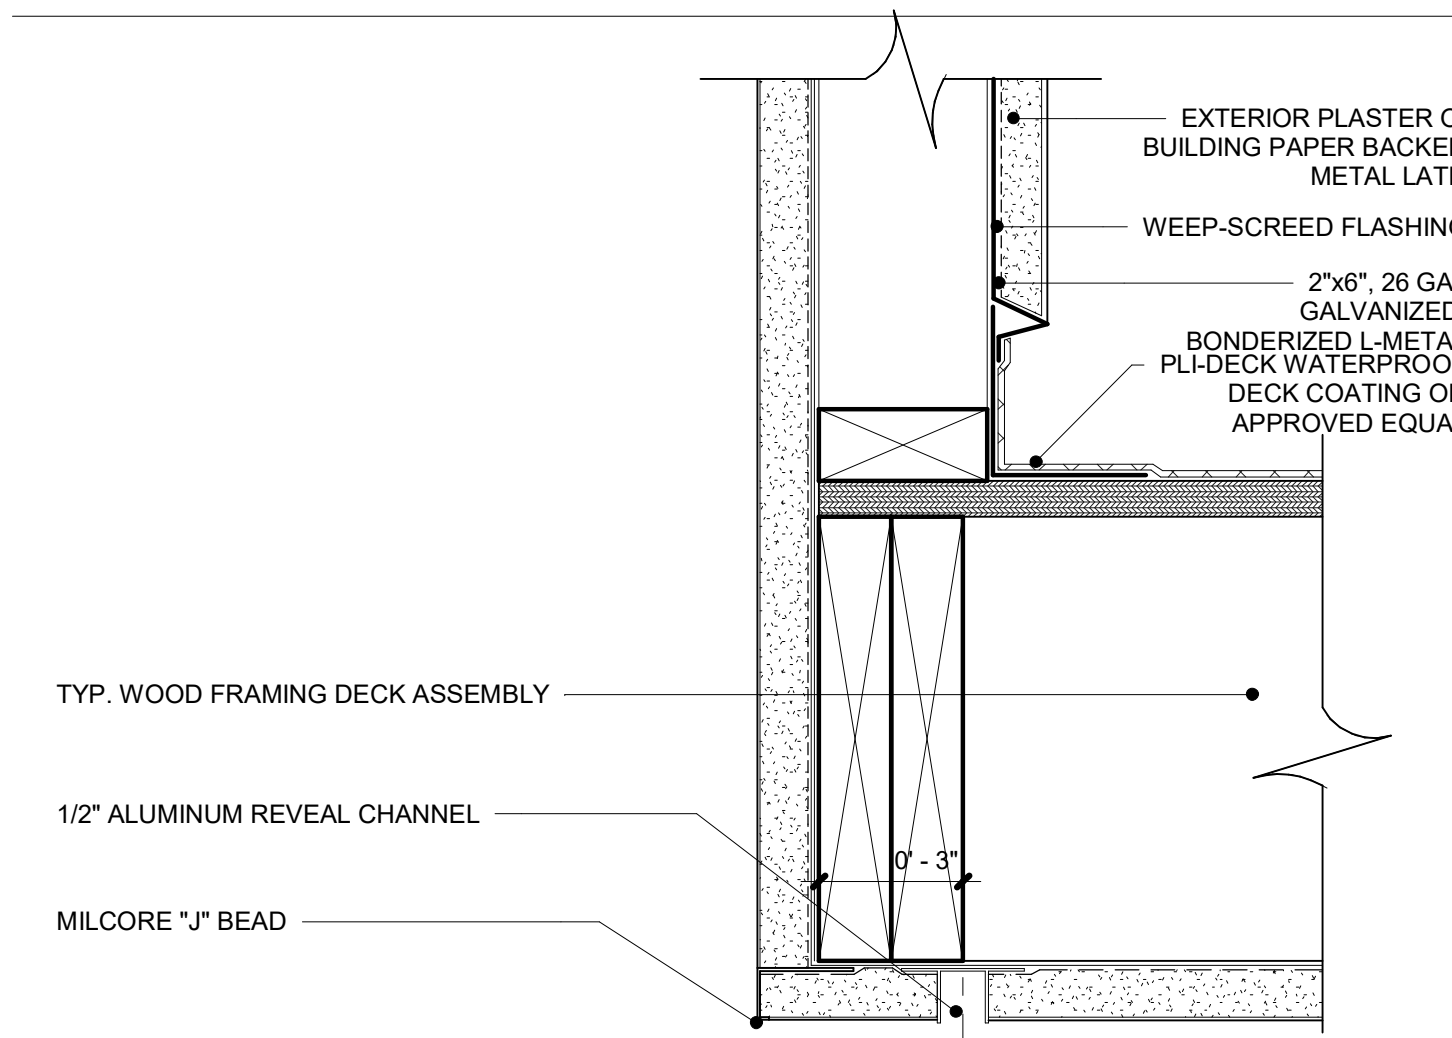 EXTERIOR PLASTER O
BUILDING PAPER BACKE
METAL LAT
WEEP-SCREED FLASHING
2"x6", 26 GA
GALVANIZED
BONDERIZED L-META
PLI-DECK WATERPROO
DECK COATING O
APPROVED EQUA
TYP. WOOD FRAMING DECK ASSEMBLY
1/2" ALUMINUM REVEAL CHANNEL
0' - 3"
MILCORE "J" BEAD